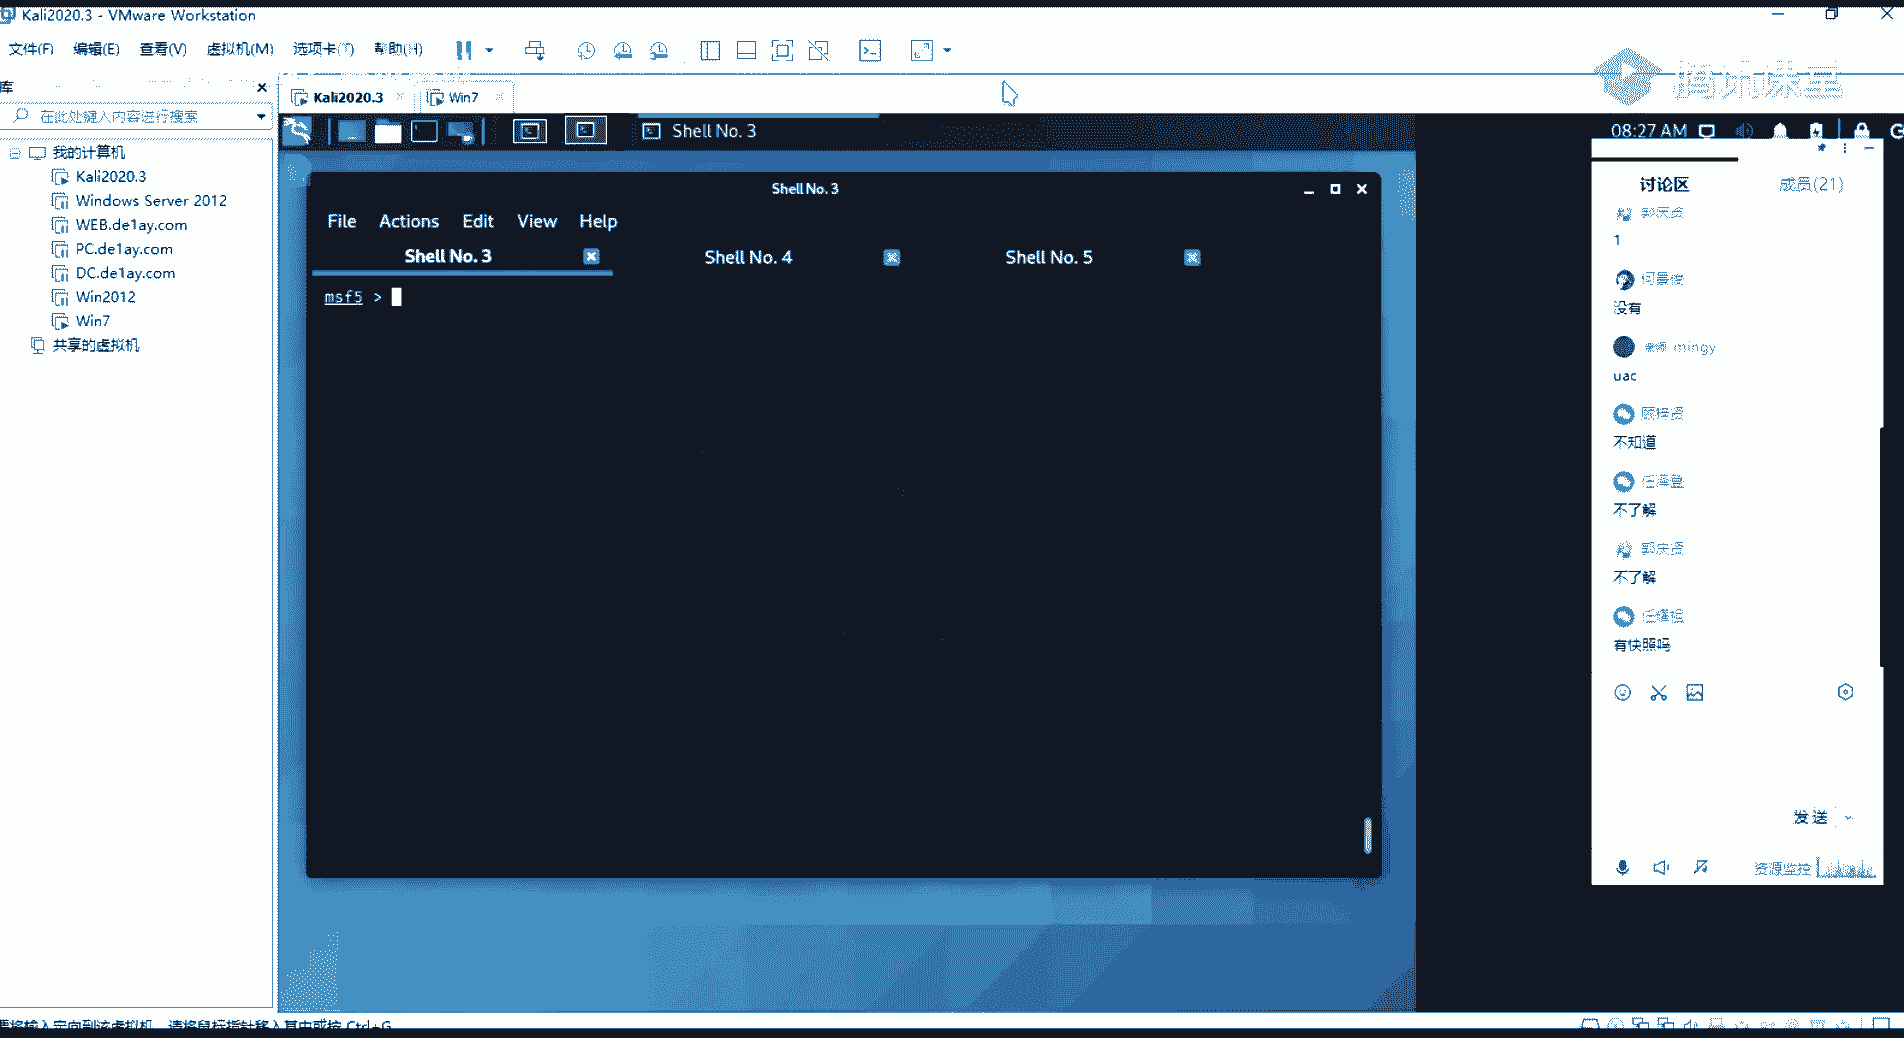 Kali2020.3 - VMware Workstation
文件(F) 编辑(E) 查看(V) 虚拟机(M) 选项卡(T) 帮助(H)
库
在此处键入内容进行搜索
我的计算机
Kali2020.3
Windows Server 2012
WEB.de1ay.com
PC.de1ay.com
DC.de1ay.com
Win2012
Win7
共享的虚拟机
Kali2020.3 Win7
Shell No. 3
08:27 AM
Shell No. 3
File Actions Edit View Help
Shell No. 3 Shell No. 4 Shell No. 5
msf5 >
腾讯课堂
讨论区 成员(21)
1
没有
mingy
uac
不知道
不了解
不了解
有快照吗
发送
资源监控
要将输入定向到该虚拟机，请将鼠标指针移入其中或按 Ctrl+G